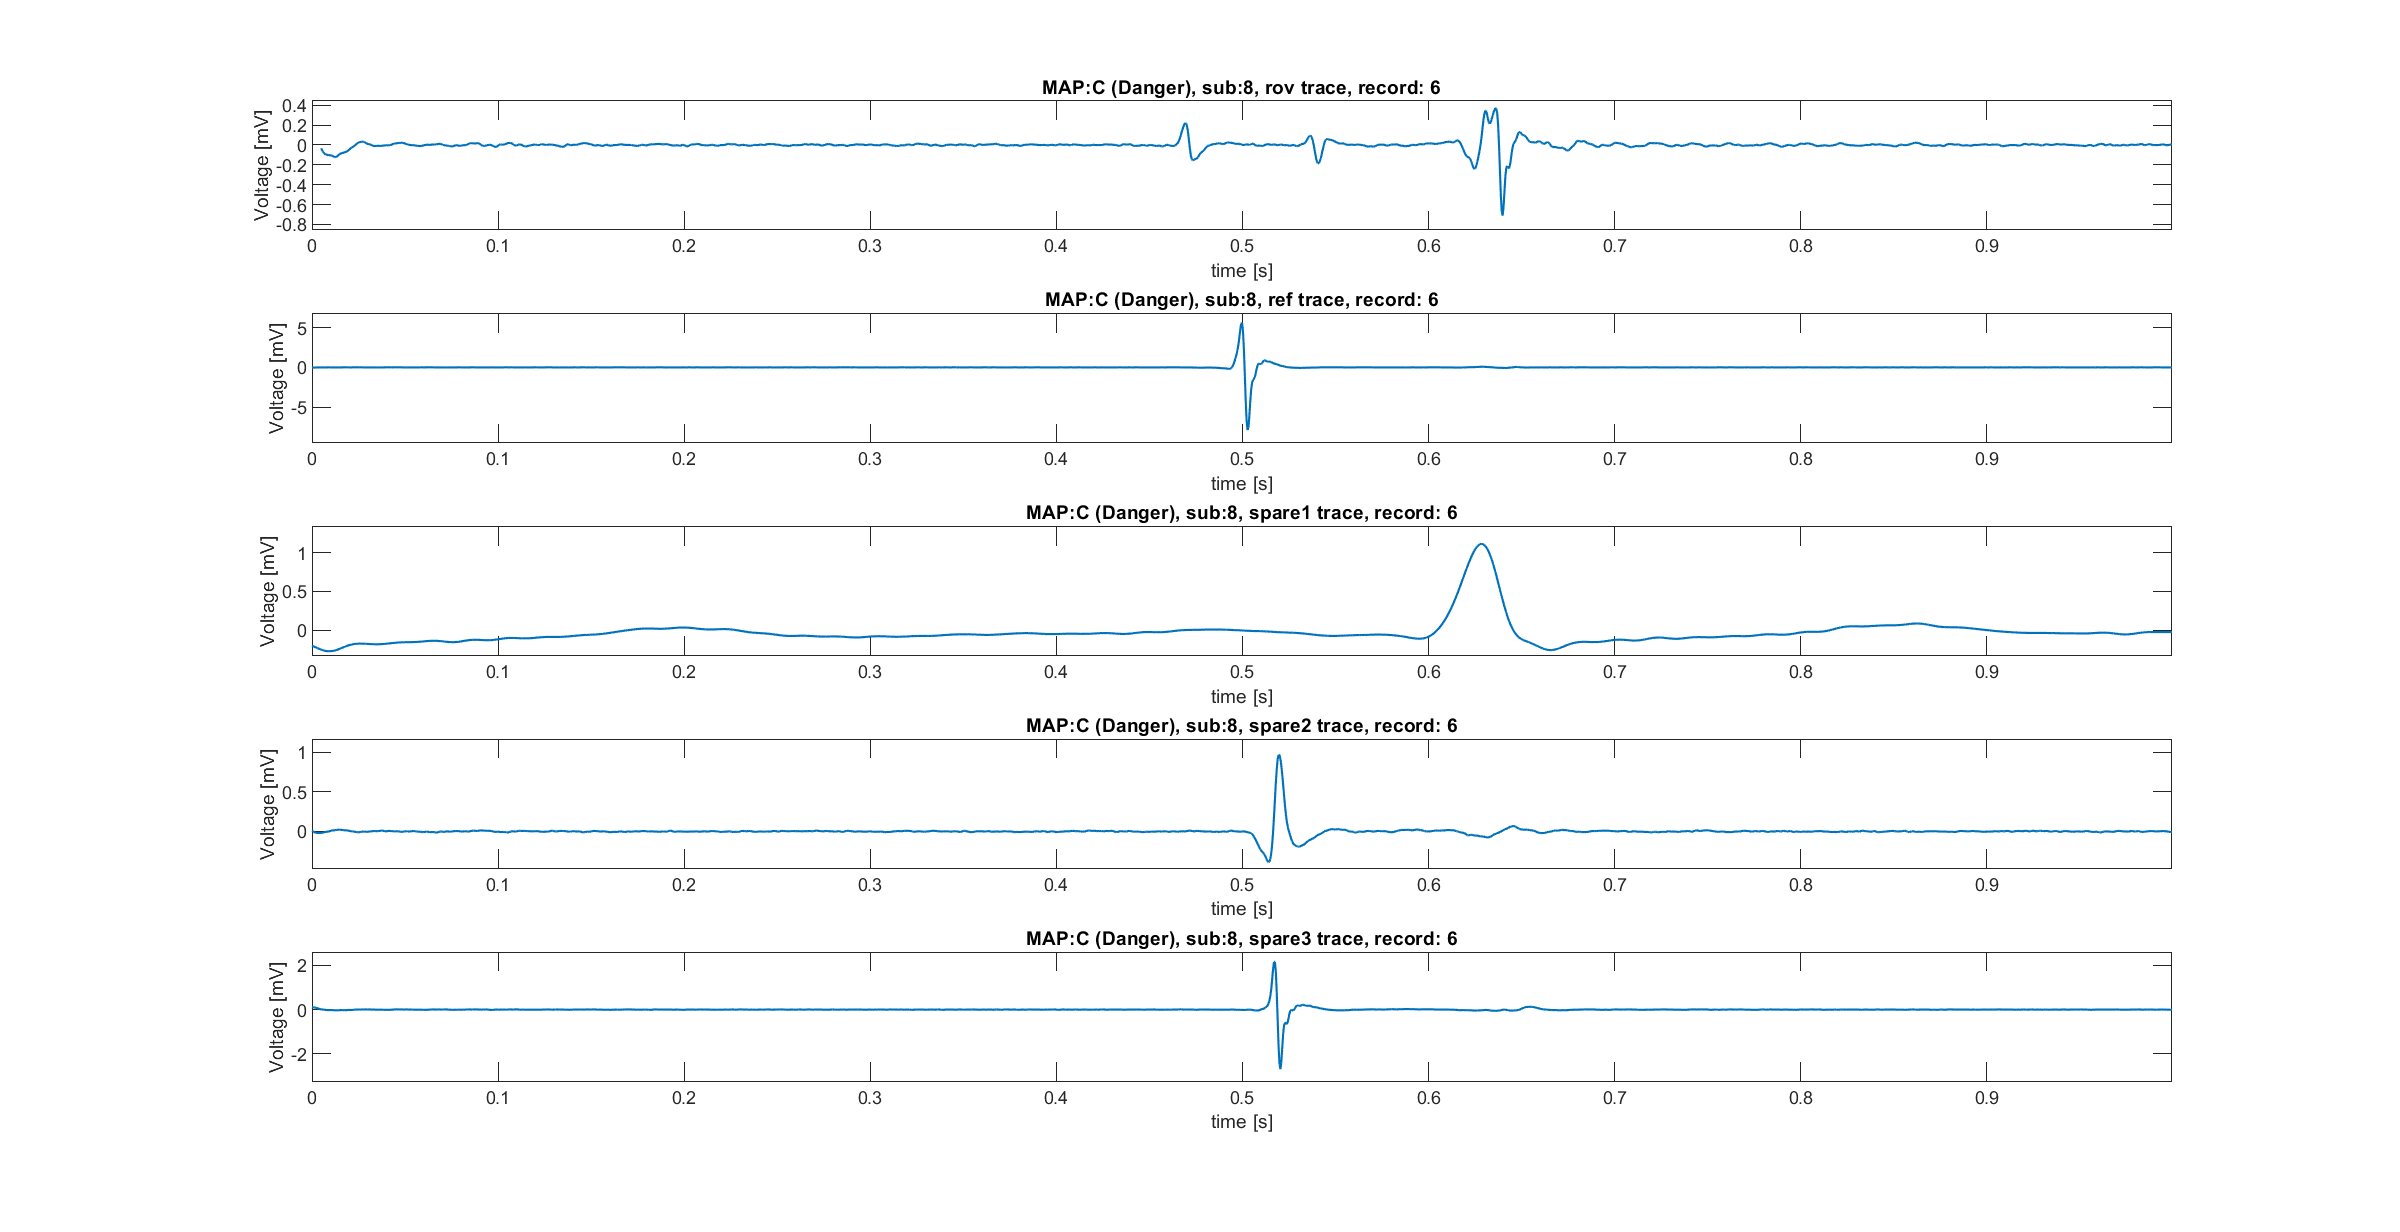 MAP:C (Danger), sub:8, rov trace, record: 6
Voltage [mV]
0.4
0.2
0
-0.2
-0.4
-0.6
-0.8
0 0.1 0.2 0.3 0.4 0.5 0.6 0.7 0.8 0.9
time [s]
MAP:C (Danger), sub:8, ref trace, record: 6
Voltage [mV]
5
0
-5
0 0.1 0.2 0.3 0.4 0.5 0.6 0.7 0.8 0.9
time [s]
MAP:C (Danger), sub:8, spare1 trace, record: 6
Voltage [mV]
1
0.5
0
0 0.1 0.2 0.3 0.4 0.5 0.6 0.7 0.8 0.9
time [s]
MAP:C (Danger), sub:8, spare2 trace, record: 6
Voltage [mV]
1
0.5
0
0 0.1 0.2 0.3 0.4 0.5 0.6 0.7 0.8 0.9
time [s]
MAP:C (Danger), sub:8, spare3 trace, record: 6
Voltage [mV]
2
0
-2
0 0.1 0.2 0.3 0.4 0.5 0.6 0.7 0.8 0.9
time [s]